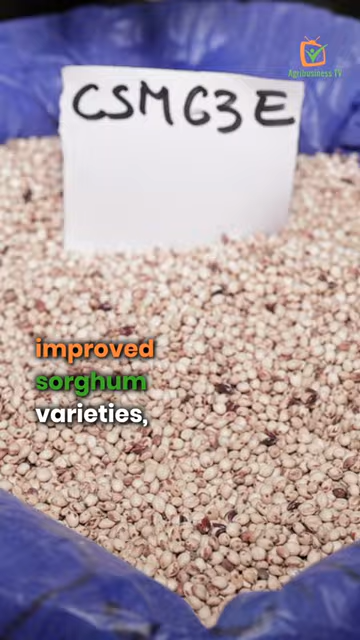 Agribusiness TV
CSM63E
improved
sorghum
varieties,